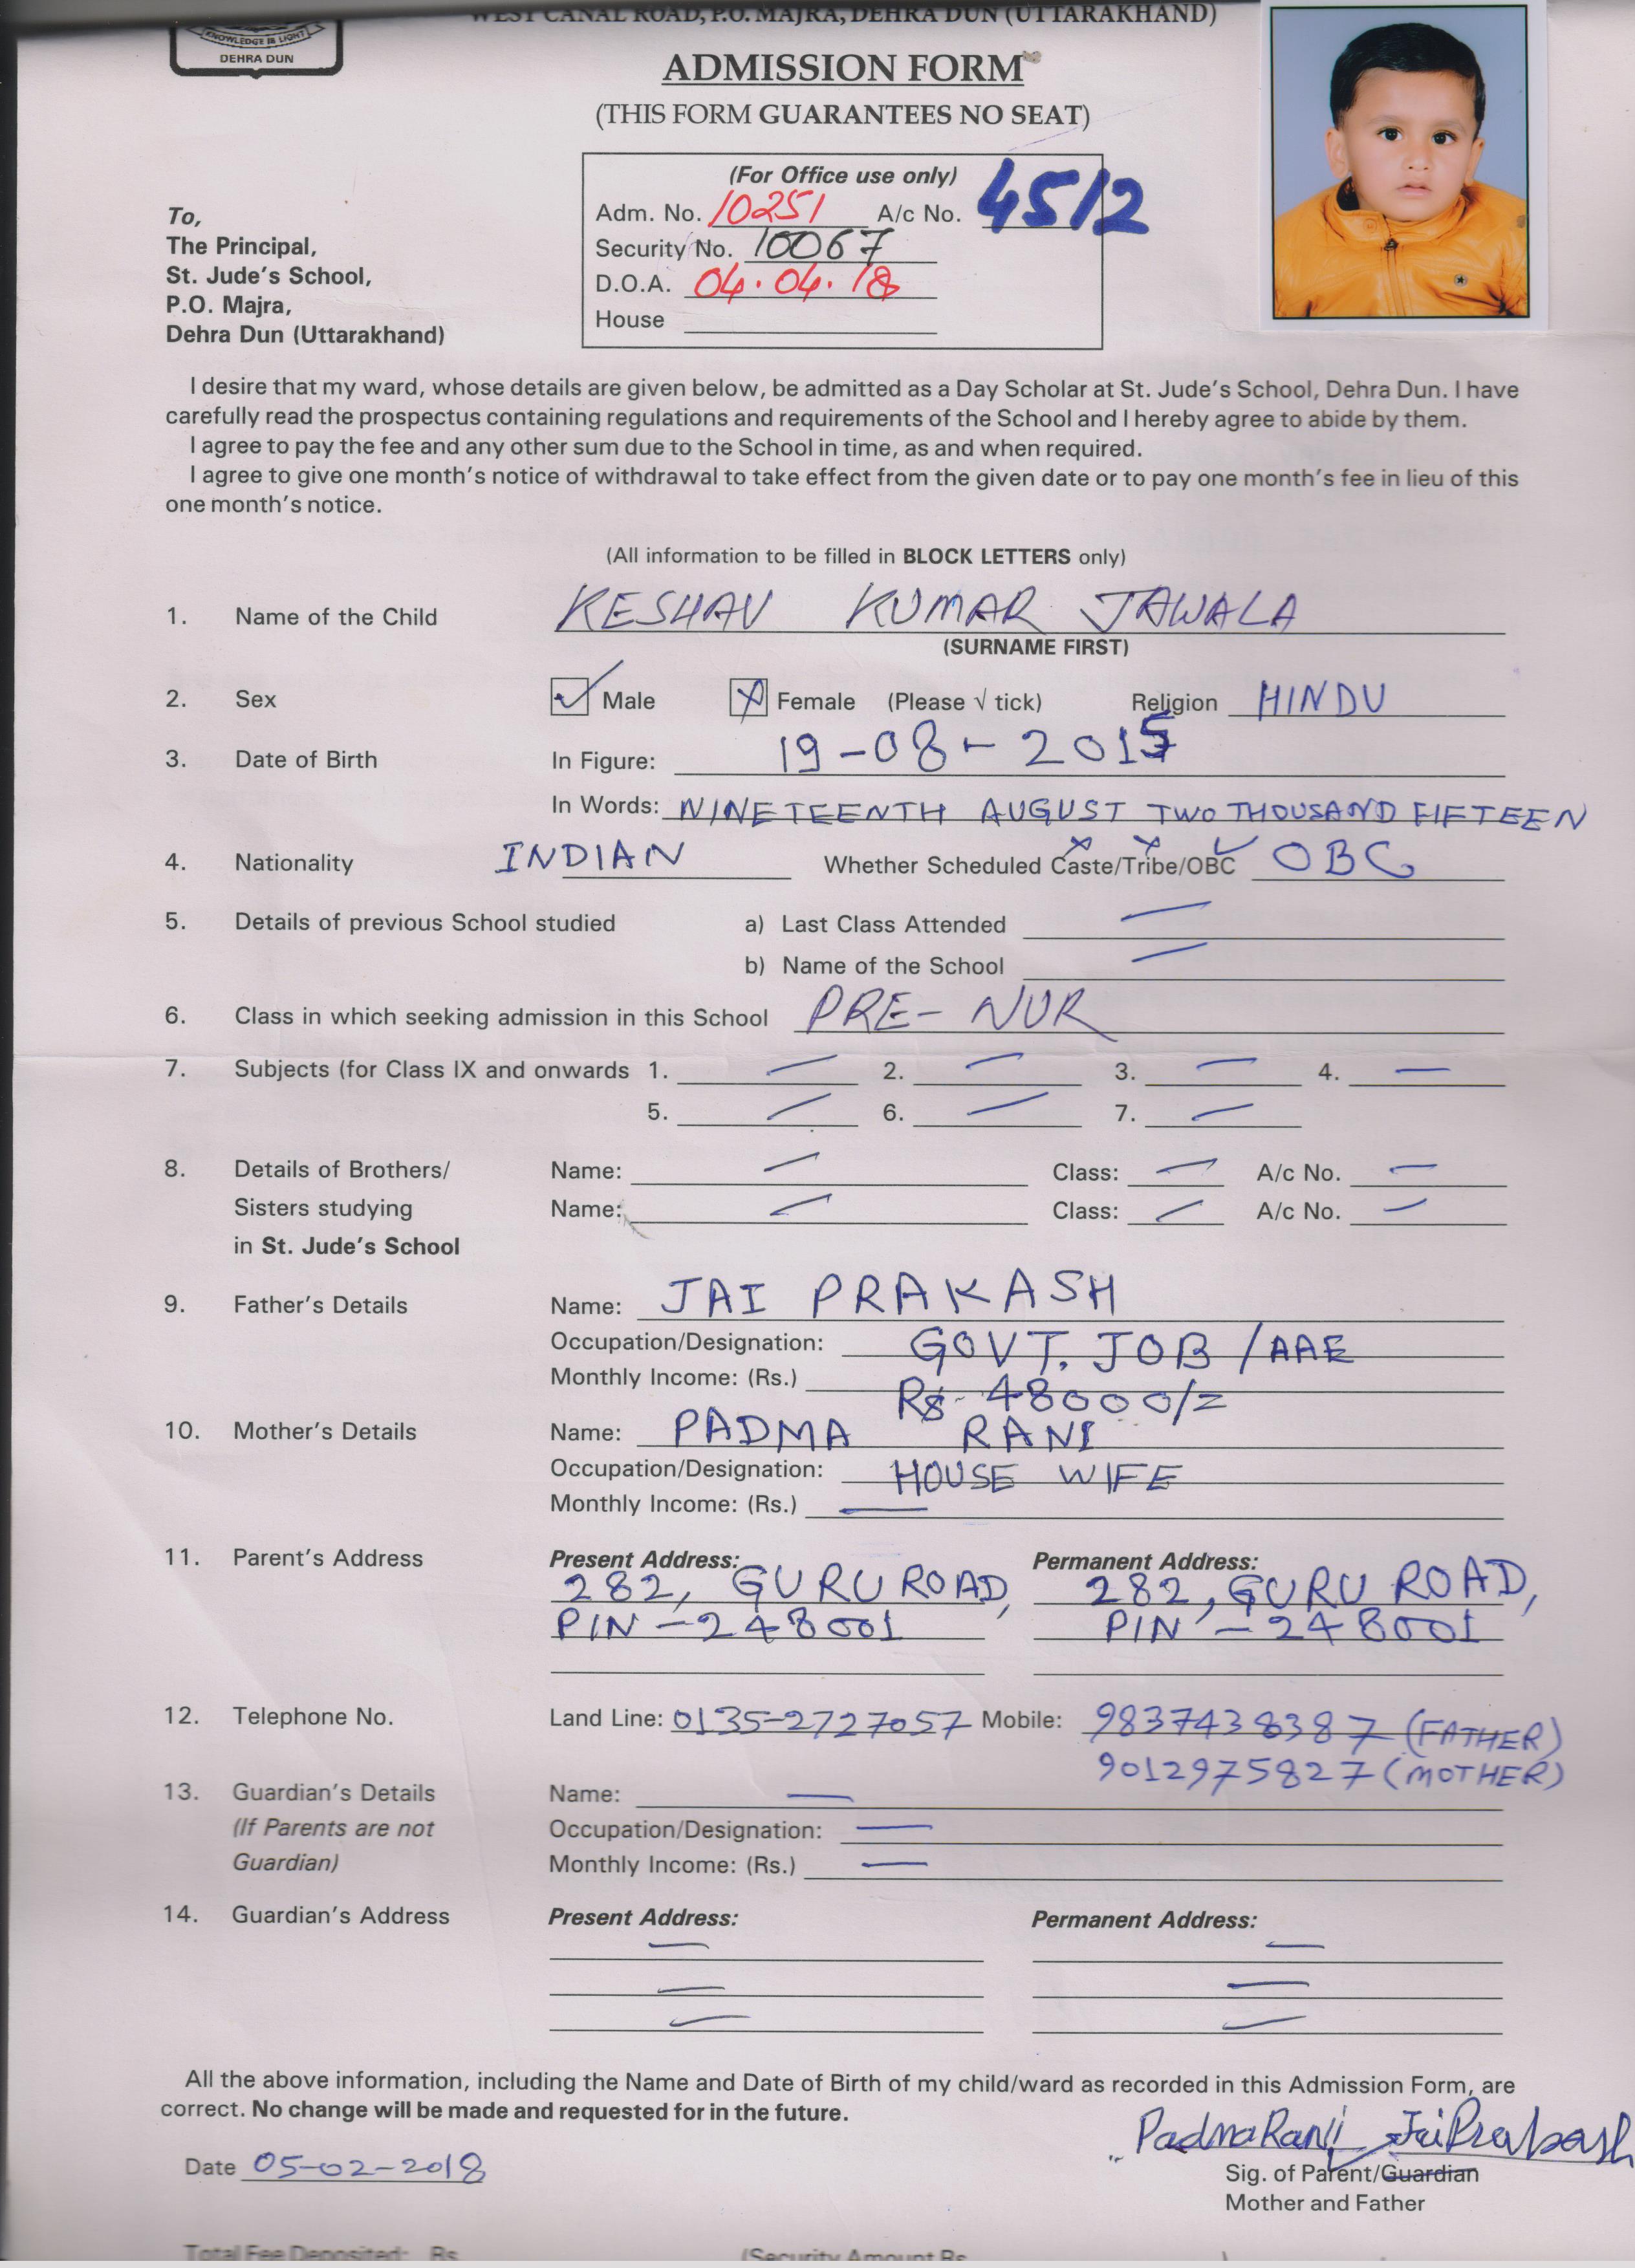 WEST CANAL ROAD, P.O. MAJRA, DEHRA DUN (UTTARAKHAND)
KNOWLEDGE IS LIGHT
DEHRA DUN
ADMISSION FORM
(THIS FORM GUARANTEES NO SEAT)
(For Office use only)
Adm. No. 10251 A/c No. 4512
Security No. 10067
D.O.A. 04.04.18
House
To,
The Principal,
St. Jude's School,
P.O. Majra,
Dehra Dun (Uttarakhand)
I desire that my ward, whose details are given below, be admitted as a Day Scholar at St. Jude's School, Dehra Dun. I have
carefully read the prospectus containing regulations and requirements of the School and I hereby agree to abide by them.
I agree to pay the fee and any other sum due to the School in time, as and when required.
I agree to give one month's notice of withdrawal to take effect from the given date or to pay one month's fee in lieu of this
one month's notice.
(All information to be filled in BLOCK LETTERS only)
1. Name of the Child KESHAV KUMAR JAWALA
(SURNAME FIRST)
2. Sex Male Female (Please √ tick) Religion HINDU
3. Date of Birth In Figure: 19-08-2015
In Words: NINETEENTH AUGUST TWO THOUSAND FIFTEEN
4. Nationality INDIAN Whether Scheduled Caste/Tribe/OBC OBC
5. Details of previous School studied a) Last Class Attended —
b) Name of the School —
6. Class in which seeking admission in this School PRE-NUR
7. Subjects (for Class IX and onwards 1. — 2. — 3. — 4. —
5. — 6. — 7. —
8. Details of Brothers/ Name: — Class: — A/c No. —
Sisters studying Name: — Class: — A/c No. —
in St. Jude's School
9. Father's Details Name: JAI PRAKASH
Occupation/Designation: GOVT. JOB /AAE
Monthly Income: (Rs.) Rs. 48000/=
10. Mother's Details Name: PADMA RANI
Occupation/Designation: HOUSE WIFE
Monthly Income: (Rs.) —
11. Parent's Address Present Address: Permanent Address:
282, GURU ROAD, 282, GURU ROAD,
PIN - 248001 PIN - 248001
12. Telephone No. Land Line: 0135-2727057 Mobile: 9837438387 (FATHER)
9012975827 (MOTHER)
13. Guardian's Details Name: —
(If Parents are not Occupation/Designation: —
Guardian) Monthly Income: (Rs.) —
14. Guardian's Address Present Address: Permanent Address:
— —
— —
— —
All the above information, including the Name and Date of Birth of my child/ward as recorded in this Admission Form, are
correct. No change will be made and requested for in the future.
Padma Rani Jai Prakash
Date 05-02-2018
Sig. of Parent/Guardian
Mother and Father
Total Fee Deposited: Rs. (Security Amount Rs.